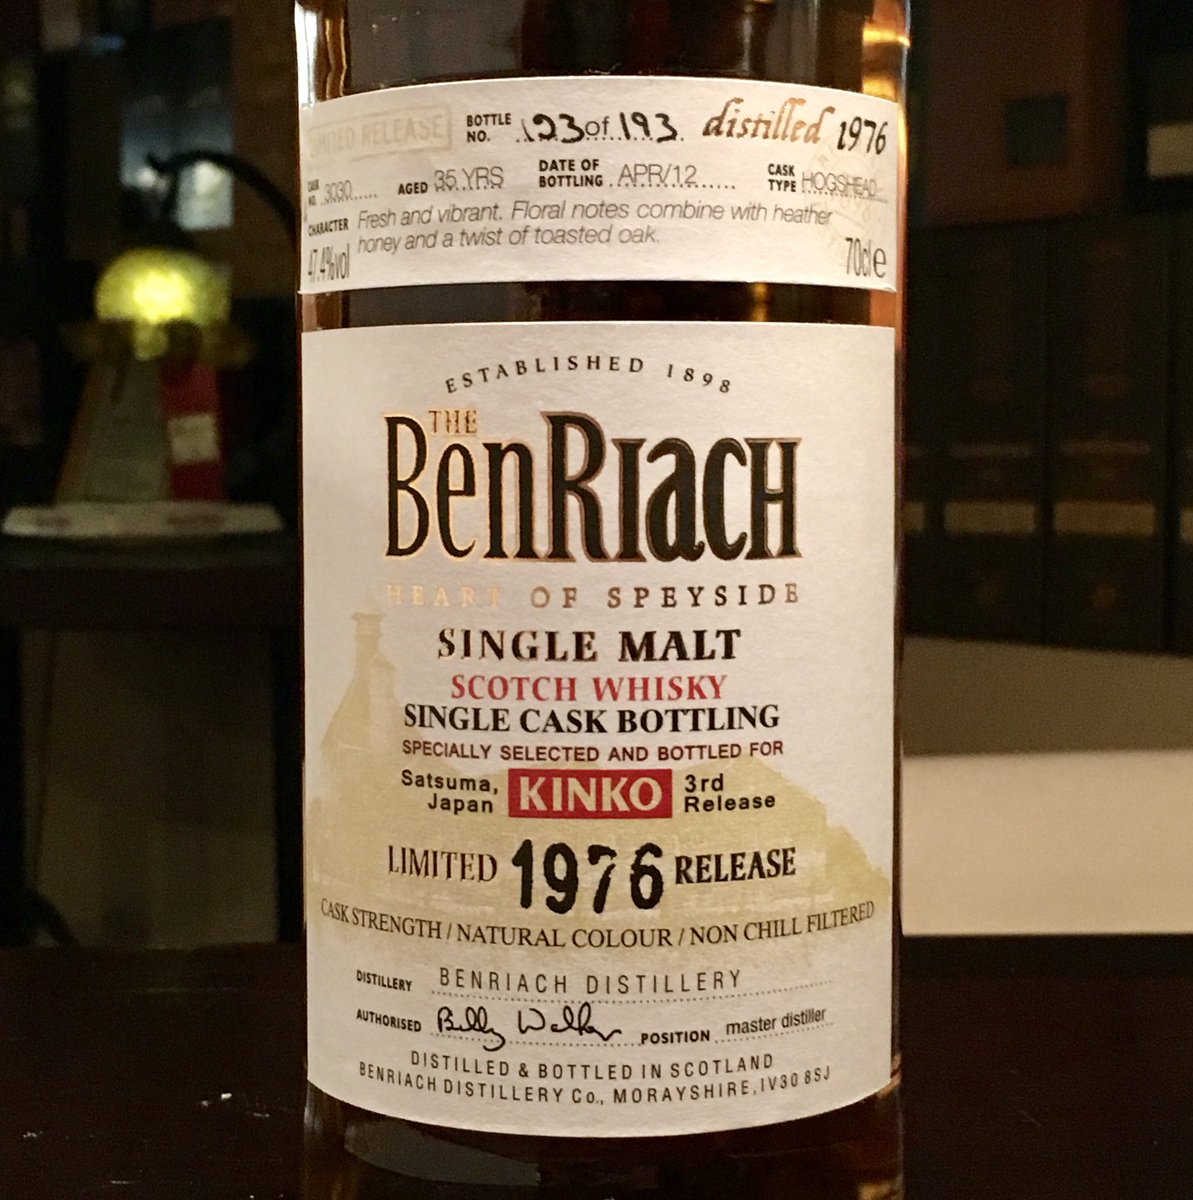 LIMITED RELEASE BOTTLE NO. 123 of 193 distilled 1976
CASK NO. 3030 AGED 35 YRS DATE OF BOTTLING APR/12 CASK TYPE HOGSHEAD
CHARACTER Fresh and vibrant. Floral notes combine with heather
honey and a twist of toasted oak.
47.4%vol 70cl e
ESTABLISHED 1898
THE
BENRIACH
HEART OF SPEYSIDE
SINGLE MALT
SCOTCH WHISKY
SINGLE CASK BOTTLING
SPECIALLY SELECTED AND BOTTLED FOR
Satsuma, Japan KINKO 3rd Release
LIMITED 1976 RELEASE
CASK STRENGTH / NATURAL COLOUR / NON CHILL FILTERED
DISTILLERY BENRIACH DISTILLERY
AUTHORISED Billy Walker POSITION master distiller
DISTILLED & BOTTLED IN SCOTLAND
BENRIACH DISTILLERY Co., MORAYSHIRE, IV30 8SJ